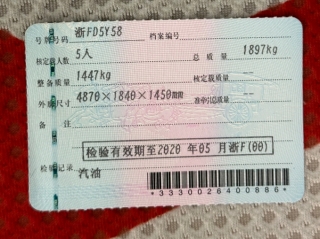 号牌号码 浙FD5Y58 档案编号
核定载人数 5人 总质量 1897kg
整备质量 1447kg 核定载质量 ---
外廓尺寸 4870×1840×1450mm 准牵引总质量 ---
备注
检验有效期至2020 年05 月浙F(00)
检验记录 汽油
*3330026400886*